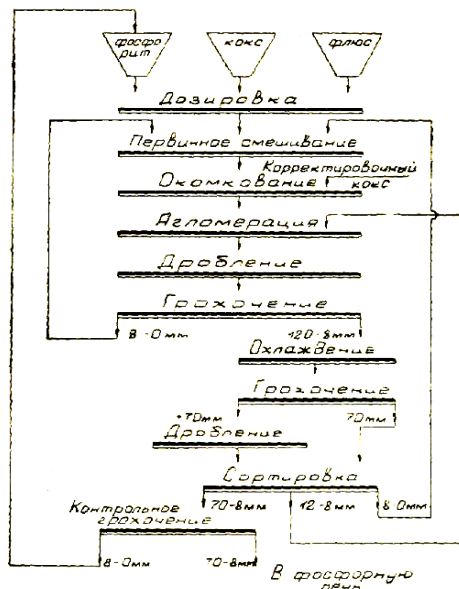 фосфо
рит
кокс
флюс
Дозировка
Первичное смешивание
Корректировочный
кокс
Окомкование
Агломерация
Дробление
Грохочение
8-0мм
120-8мм
Охлаждение
Грохочение
+70мм
70мм
Дробление
Сортировка
70-8мм
12-8мм
8-0мм
Контрольное
грохочение
8-0мм
70-8мм
В фосфорную
печь